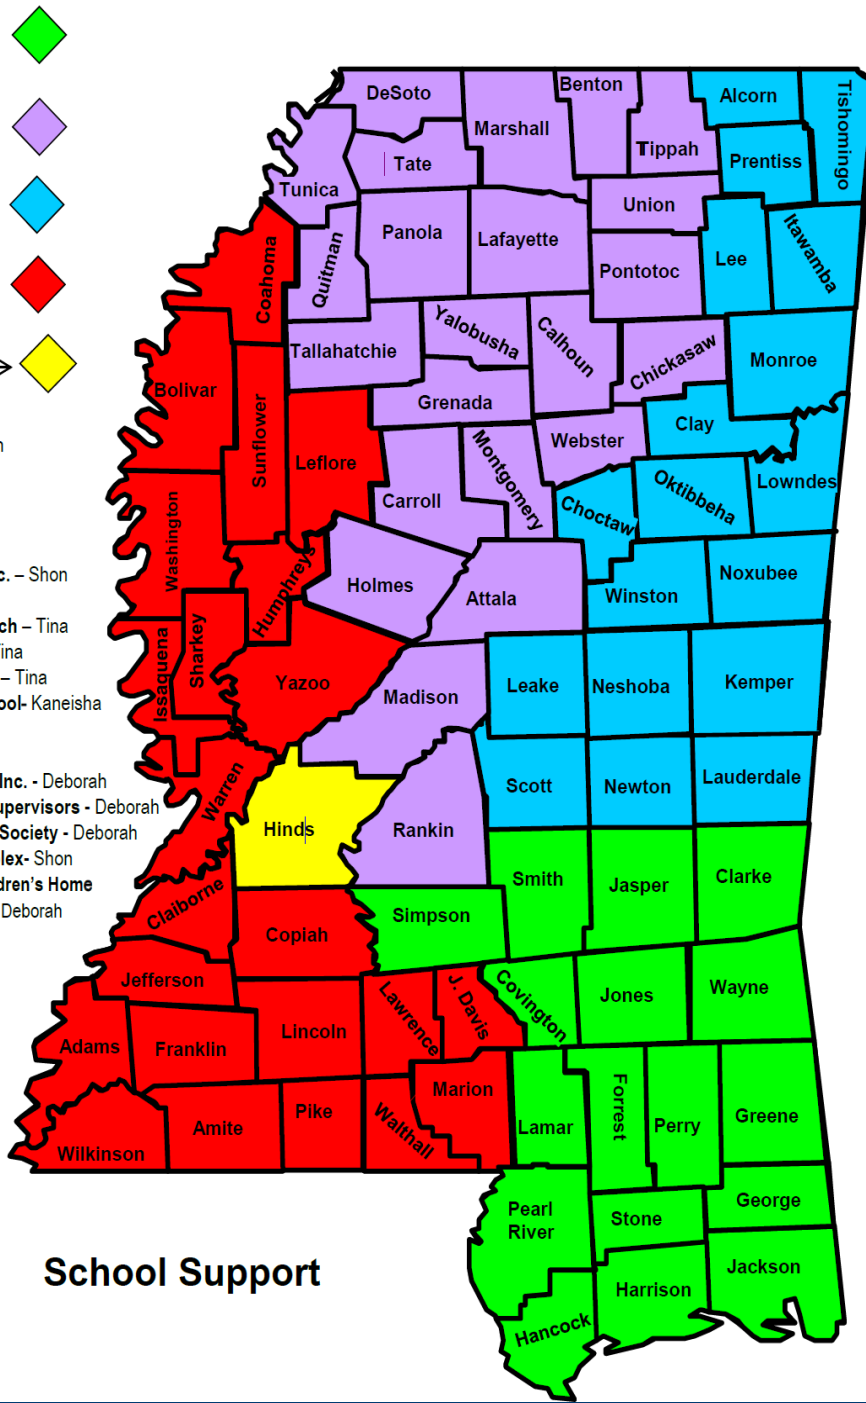 DeSoto
Marshall
Benton
Tippah
Alcorn
Tishomingo
Prentiss
Tunica
Tate
Union
Itawamba
Coahoma
Quitman
Panola
Lafayette
Pontotoc
Lee
Tallahatchie
Yalobusha
Calhoun
Chickasaw
Monroe
Bolivar
Sunflower
Leflore
Grenada
Webster
Clay
Washington
Carroll
Montgomery
Choctaw
Oktibbeha
Lowndes
c. – Shon
Humphreys
Holmes
Attala
Winston
Noxubee
ch – Tina
ina
– Tina
ool- Kaneisha
Issaquena
Sharkey
Yazoo
Madison
Leake
Neshoba
Kemper
Inc. - Deborah
upervisors - Deborah
Society - Deborah
plex- Shon
dren's Home
Deborah
Warren
Hinds
Rankin
Scott
Newton
Lauderdale
Smith
Jasper
Clarke
Claiborne
Copiah
Simpson
Jefferson
Lawrence
J. Davis
Covington
Jones
Wayne
Adams
Franklin
Lincoln
Wilkinson
Amite
Pike
Walthall
Marion
Lamar
Forrest
Perry
Greene
Pearl
River
Stone
George
School Support
Hancock
Harrison
Jackson